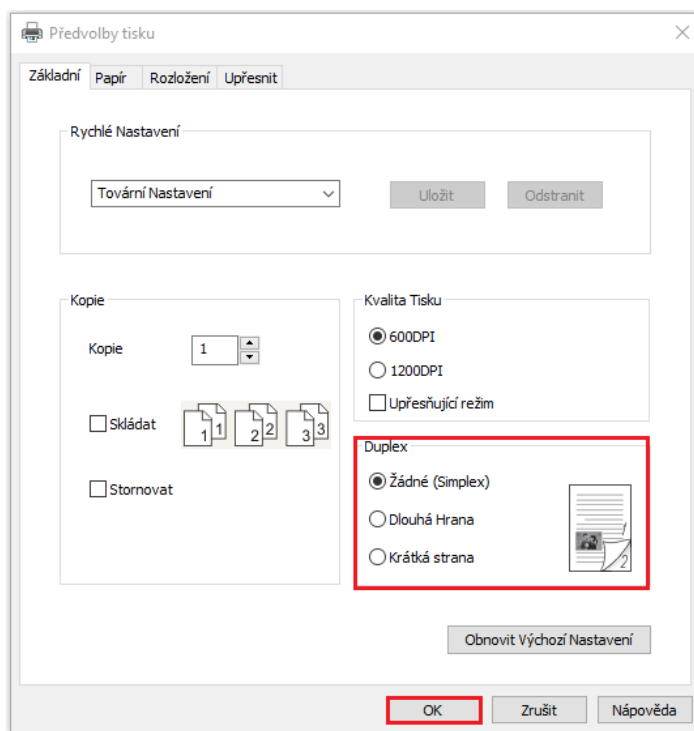 Předvolby tisku
Základní Papír Rozložení Upřesnit
Rychlé Nastavení
Tovární Nastavení
Uložit Odstranit
Kopie
Kopie 1
Skládat 1 1 2 2 3 3
Stornovat
Kvalita Tisku
600DPI
1200DPI
Upřesňující režim
Duplex
Žádné (Simplex)
Dlouhá Hrana
Krátká strana
1
2
Obnovit Výchozí Nastavení
OK Zrušit Nápověda